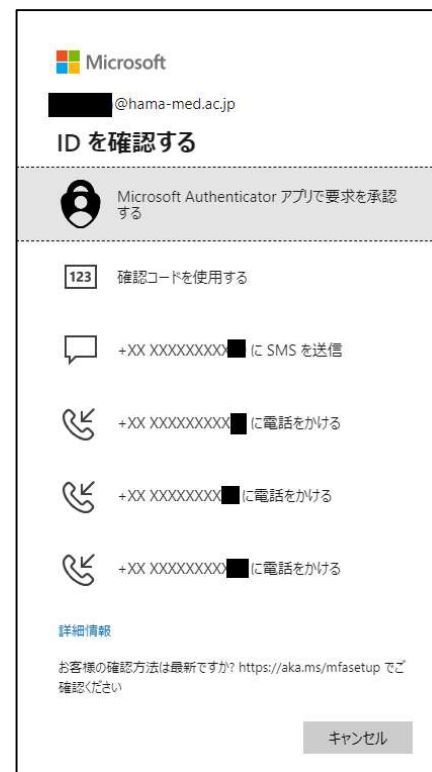 Microsoft
@hama-med.ac.jp
ID を確認する
Microsoft Authenticator アプリで要求を承認
する
123 確認コードを使用する
+XX XXXXXXXXX に SMS を送信
+XX XXXXXXXXX に電話をかける
+XX XXXXXXXX に電話をかける
+XX XXXXXXXXX に電話をかける
詳細情報
お客様の確認方法は最新ですか? https://aka.ms/mfasetup でご
確認ください
キャンセル